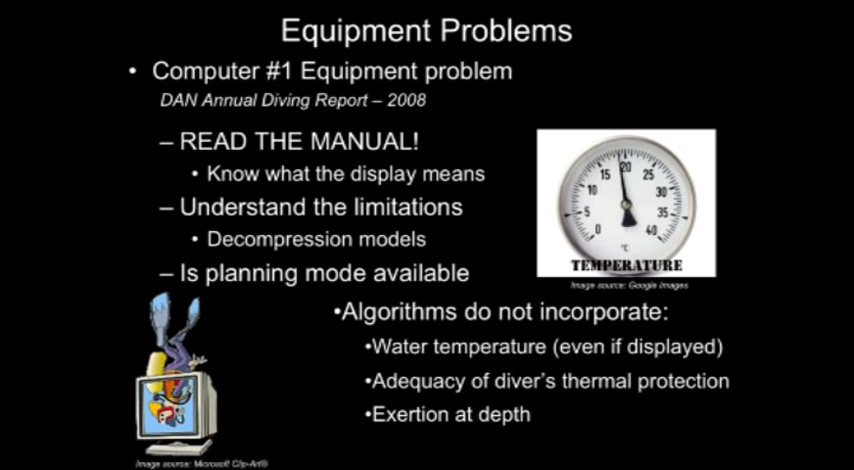 Equipment Problems
• Computer #1 Equipment problem
DAN Annual Diving Report – 2008
– READ THE MANUAL!
• Know what the display means
– Understand the limitations
• Decompression models
– Is planning mode available
0 5 10 15 20 25 30 35 40
°C
TEMPERATURE
Image source: Google Images
•Algorithms do not incorporate:
•Water temperature (even if displayed)
•Adequacy of diver's thermal protection
•Exertion at depth
Image source: Microsoft Clip-Art®